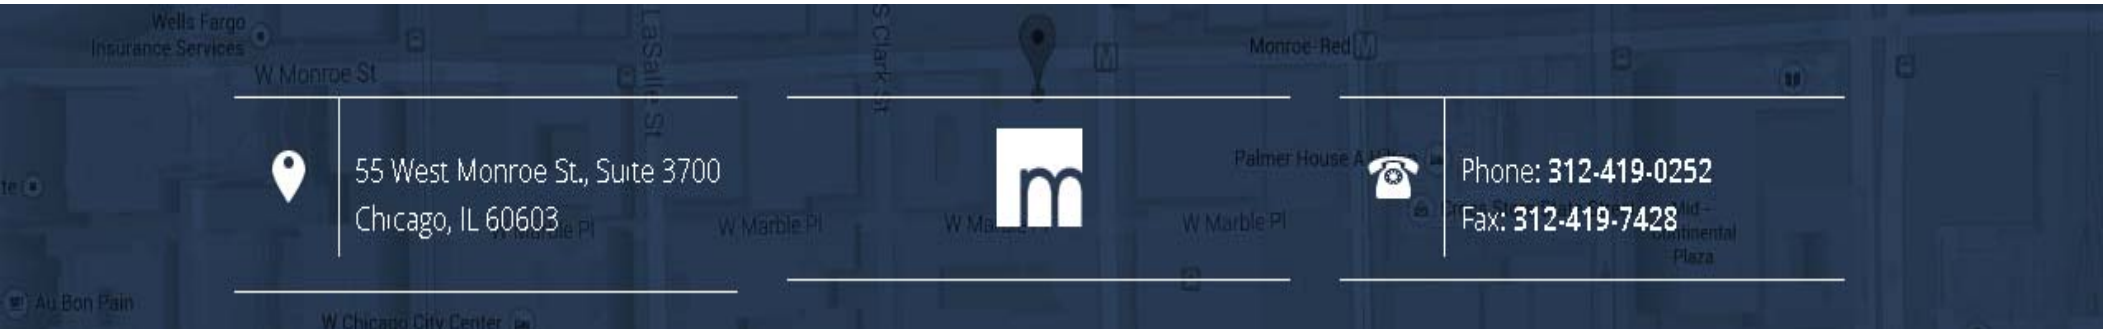 Wells Fargo
Insurance Services
W Monroe St
LaSalle St
S Clark St
Monroe-Red
55 West Monroe St., Suite 3700
Chicago, IL 60603
m
Palmer House A
Phone: 312-419-0252
Fax: 312-419-7428
W Marble Pl
W Marble Pl
W Marble Pl
Mid-
Continental
Plaza
Au Bon Pain
W Chicago City Center